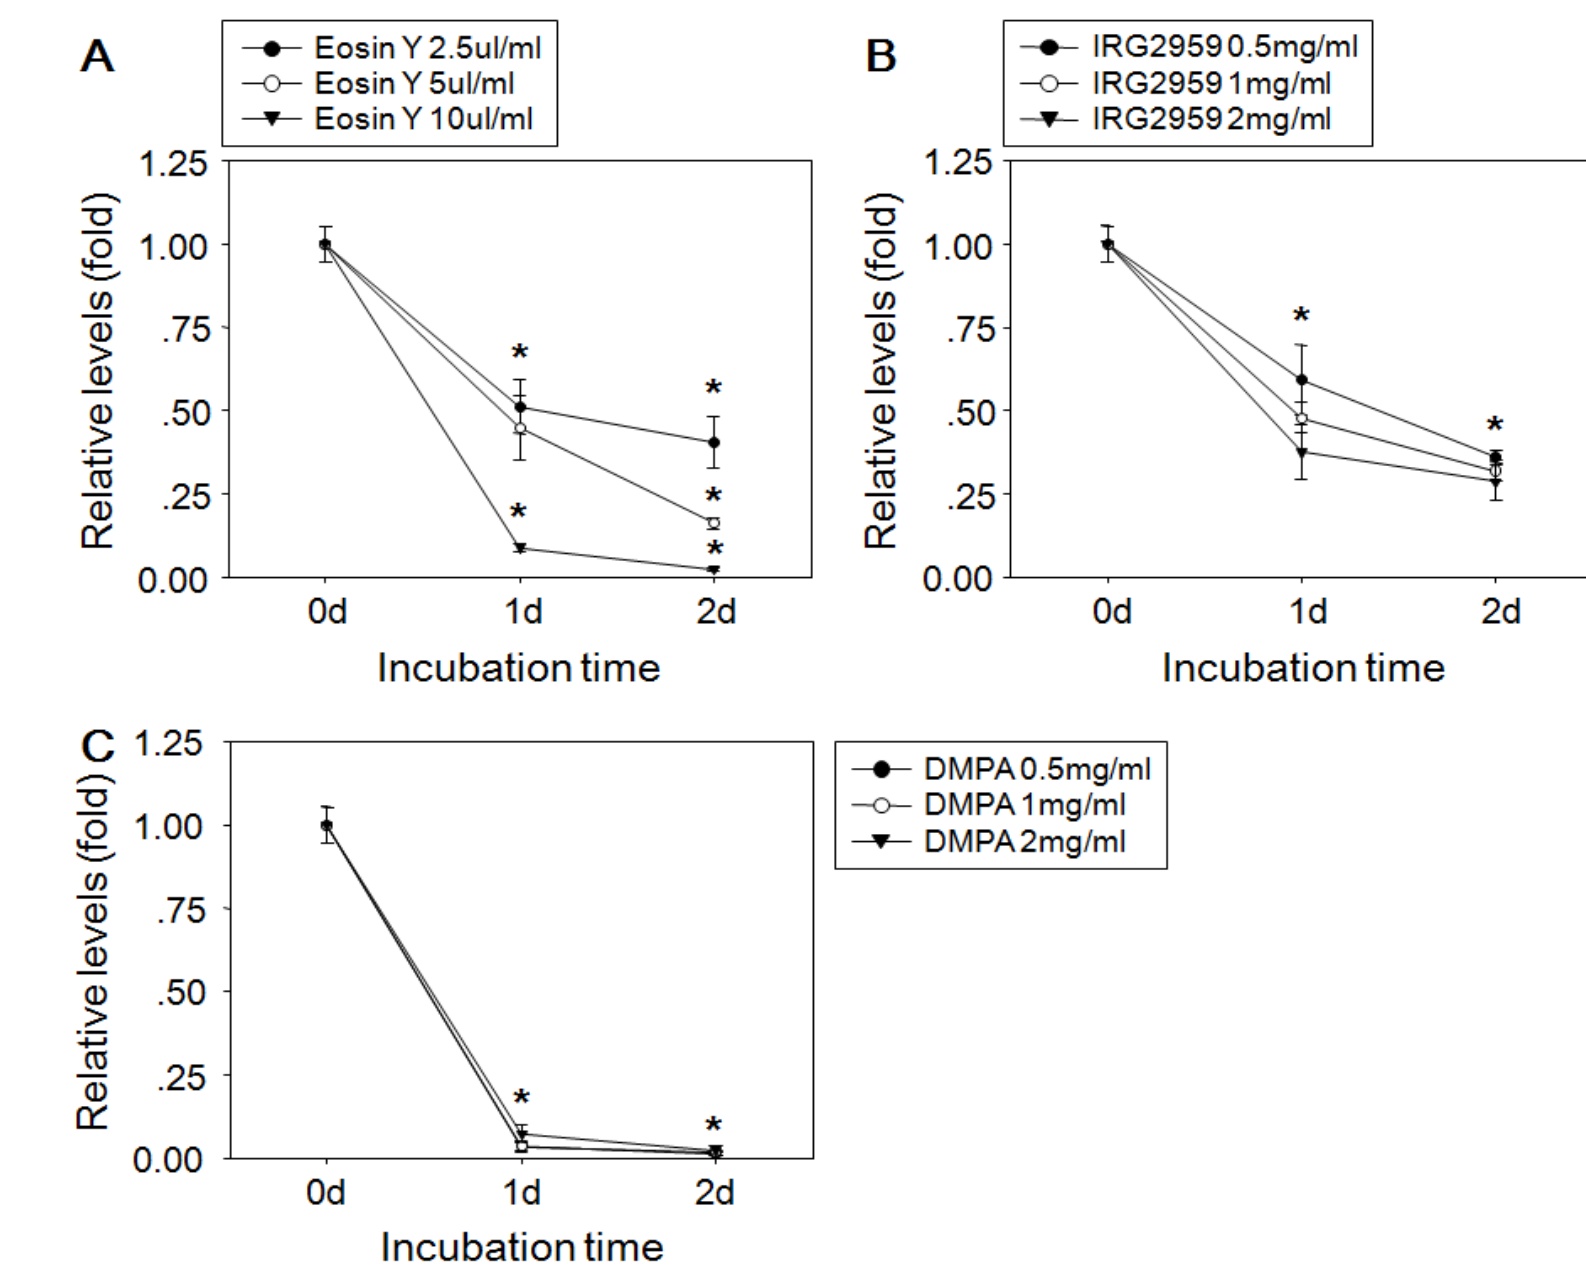 A
Eosin Y 2.5ul/ml
Eosin Y 5ul/ml
Eosin Y 10ul/ml
1.25
1.00
.75
.50
.25
0.00
Relative levels (fold)
*
*
*
*
*
0d
1d
2d
Incubation time
B
IRG2959 0.5mg/ml
IRG2959 1mg/ml
IRG2959 2mg/ml
1.25
1.00
.75
.50
.25
0.00
Relative levels (fold)
*
*
0d
1d
2d
Incubation time
C
DMPA 0.5mg/ml
DMPA 1mg/ml
DMPA 2mg/ml
1.25
1.00
.75
.50
.25
0.00
Relative levels (fold)
*
*
0d
1d
2d
Incubation time